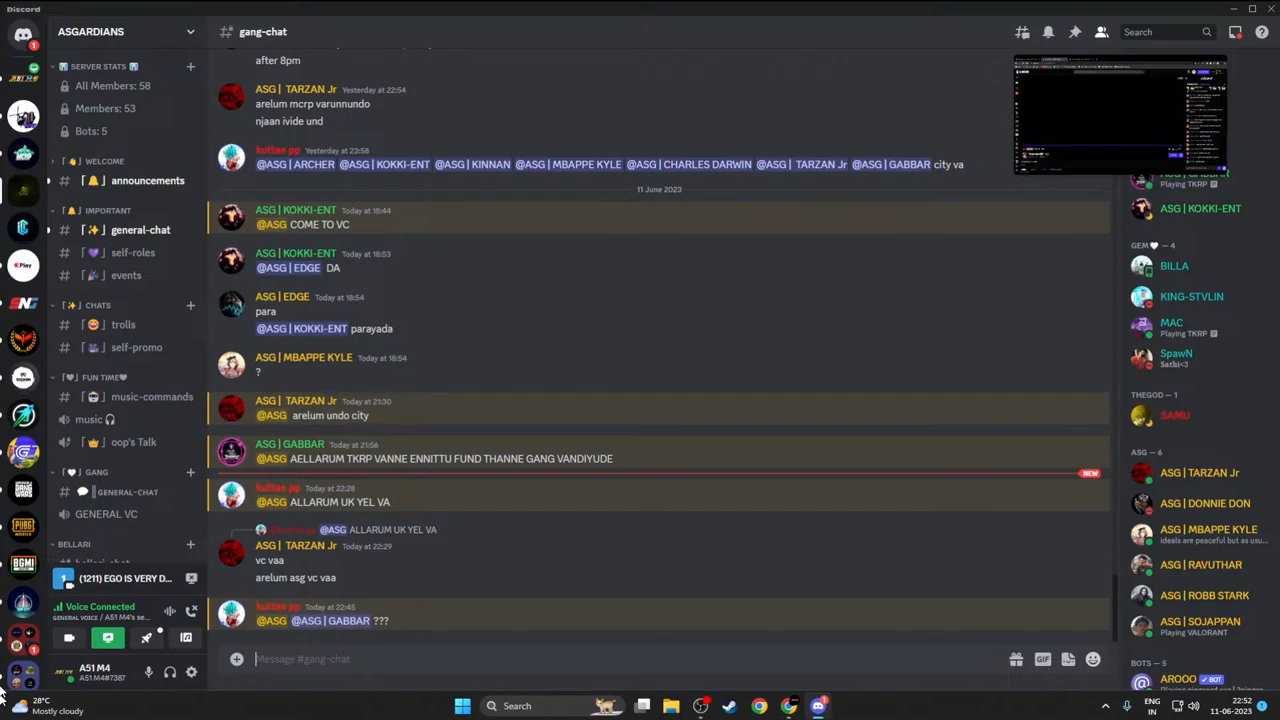 Discord
ASGARDIANS
gang-chat
Search
SERVER STATS
All Members: 58
Members: 53
Bots: 5
WELCOME
announcements
IMPORTANT
general-chat
self-roles
events
CHATS
trolls
self-promo
FUN TIME
music-commands
music
oop's Talk
GANG
GENERAL-CHAT
GENERAL VC
BELLARI
bellari-chat
(1211) EGO IS VERY D...
Voice Connected
GENERAL VOICE / A51 M4's se...
A51 M4
A51 M4#7387
after 8pm
ASG | TARZAN Jr Yesterday at 22:54
arelum mcrp varunnundo
njaan ivide und
kuttan pp Yesterday at 23:58
@ASG | MBAPPE KYLE @ASG | CHARLES DARWIN @ASG | TARZAN Jr va
11 June 2023
ASG | KOKKI-ENT Today at 18:44
@ASG COME TO VC
ASG | KOKKI-ENT Today at 18:53
@ASG | EDGE DA
ASG | EDGE Today at 18:54
para
@ASG | KOKKI-ENT parayada
ASG | MBAPPE KYLE Today at 18:54
?
ASG | TARZAN Jr Today at 21:30
@ASG arelum undo city
ASG | GABBAR Today at 21:56
@ASG AELLARUM TKRP VANNE ENNITTU FUND THANNE GANG VANDIYUDE
NEW
kuttan pp Today at 22:28
@ASG ALLARUM UK YEL VA
@kuttan pp @ASG ALLARUM UK YEL VA
ASG | TARZAN Jr Today at 22:29
vc vaa
arelum asg vc vaa
kuttan pp Today at 22:45
@ASG @ASG | GABBAR ???
Message #gang-chat
GIF
ASG | GABBAR
Playing TKRP
ASG | KOKKI-ENT
GEM — 4
BILLA
KING-STVLIN
MAC
Playing TKRP
SpawN
Sathi<3
THEGOD — 1
SAMU
ASG — 6
ASG | TARZAN Jr
ASG | DONNIE DON
ASG | MBAPPE KYLE
ideals are peaceful but as usu...
ASG | RAVUTHAR
ASG | ROBB STARK
ASG | SOJAPPAN
Playing VALORANT
BOTS — 5
AROOO BOT
28°C
Mostly cloudy
Search
ENG
IN
22:52
11-06-2023